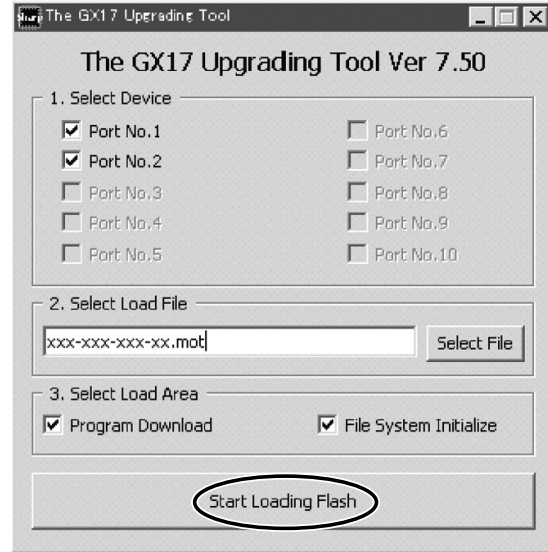 sharp The GX17 Upgrading Tool
The GX17 Upgrading Tool Ver 7.50
1. Select Device
Port No.1
Port No.6
Port No.2
Port No.7
Port No.3
Port No.8
Port No.4
Port No.9
Port No.5
Port No.10
2. Select Load File
xxx-xxx-xxx-xx.mot
Select File
3. Select Load Area
Program Download
File System Initialize
Start Loading Flash